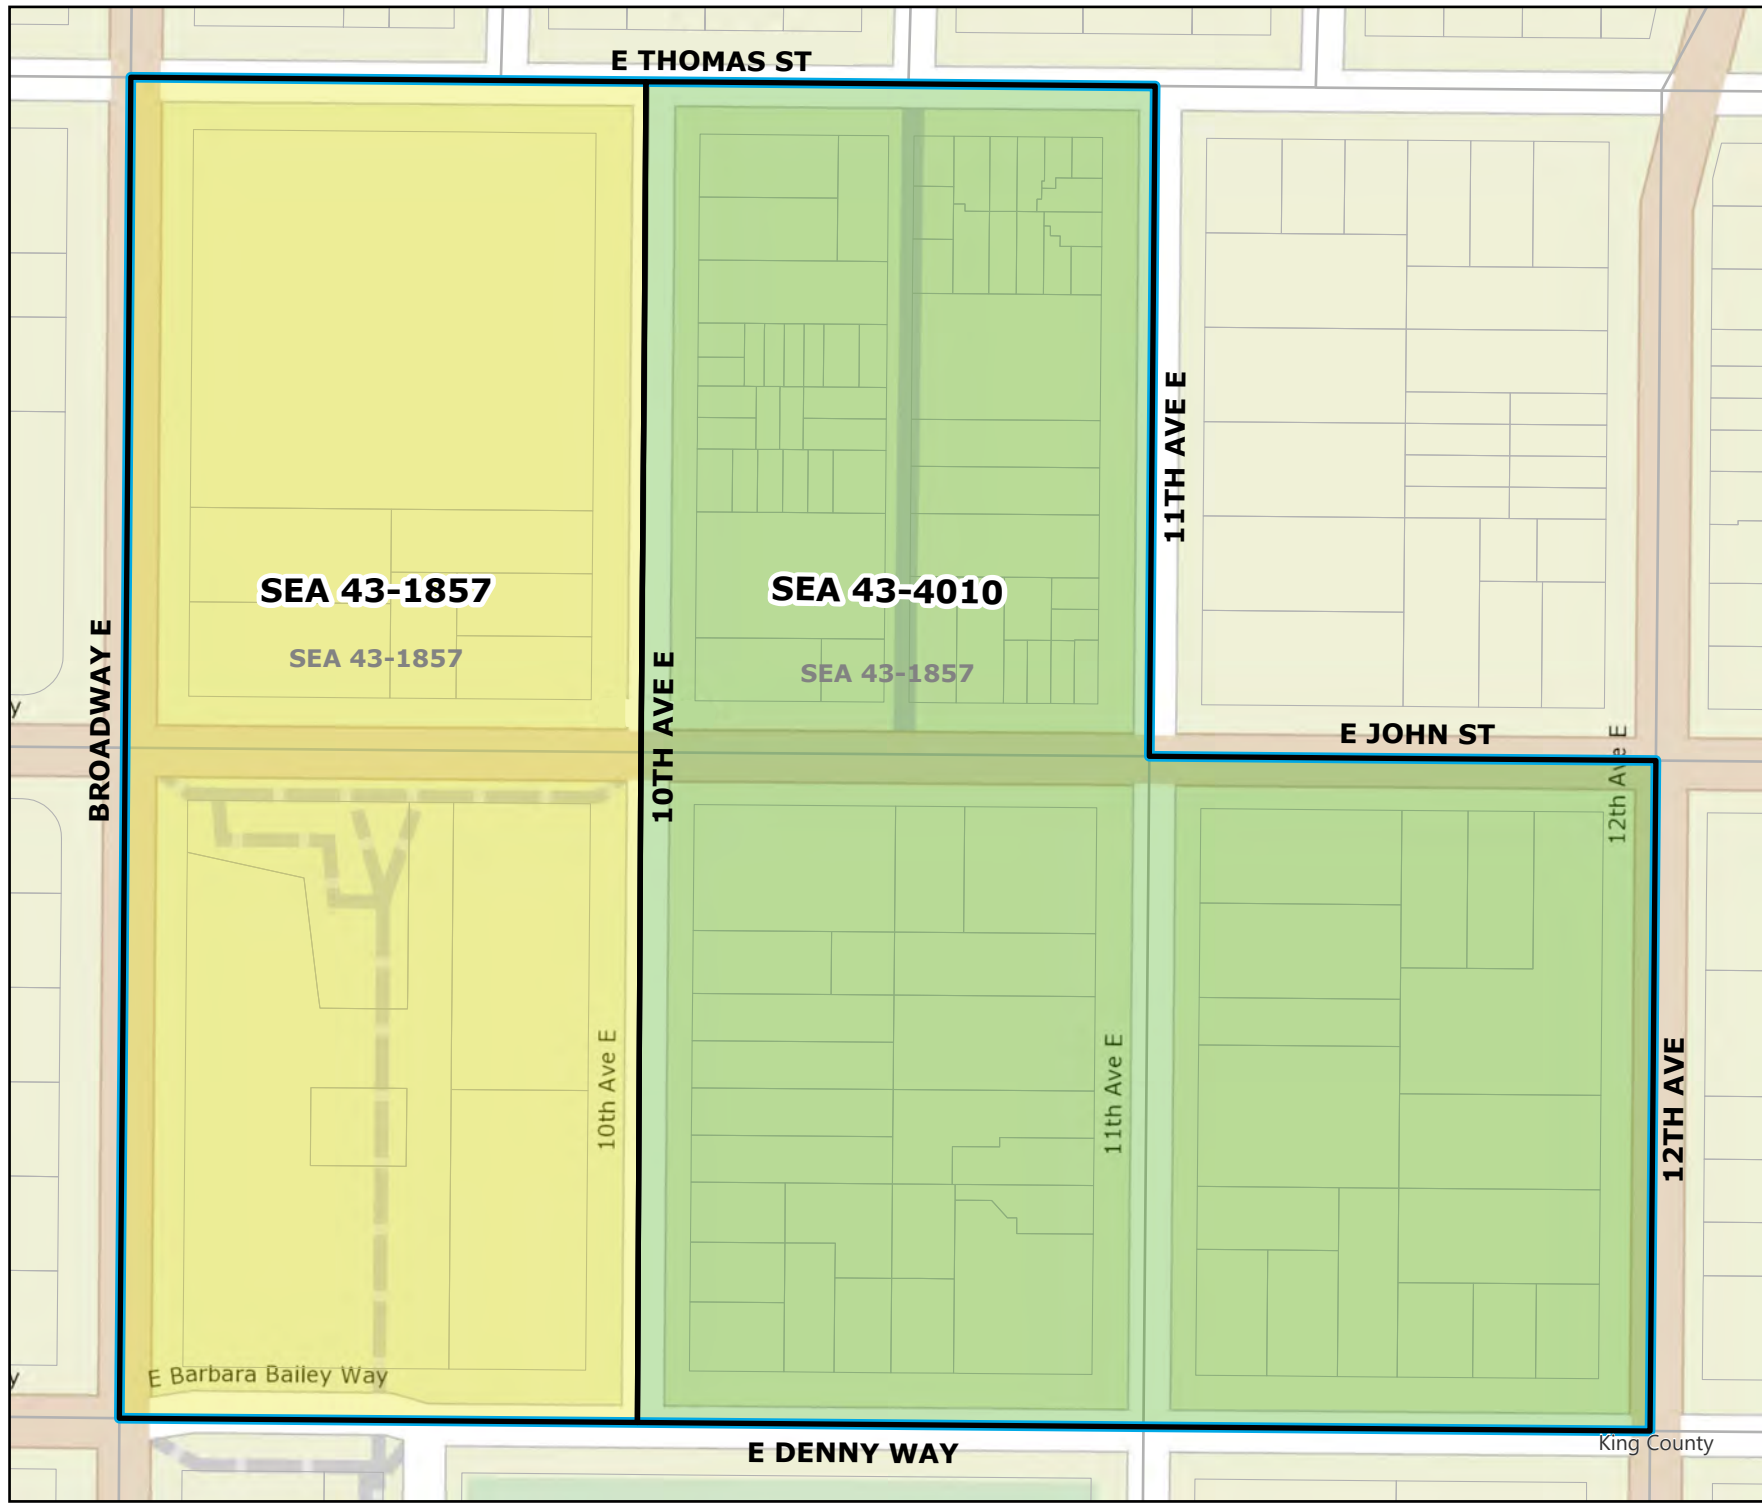 E THOMAS ST
11TH AVE E
SEA 43-1857
SEA 43-4010
SEA 43-1857
SEA 43-1857
BROADWAY E
10TH AVE E
y
E JOHN ST
12th Ave E
10th Ave E
11th Ave E
12TH AVE
y
E Barbara Bailey Way
E DENNY WAY
King County